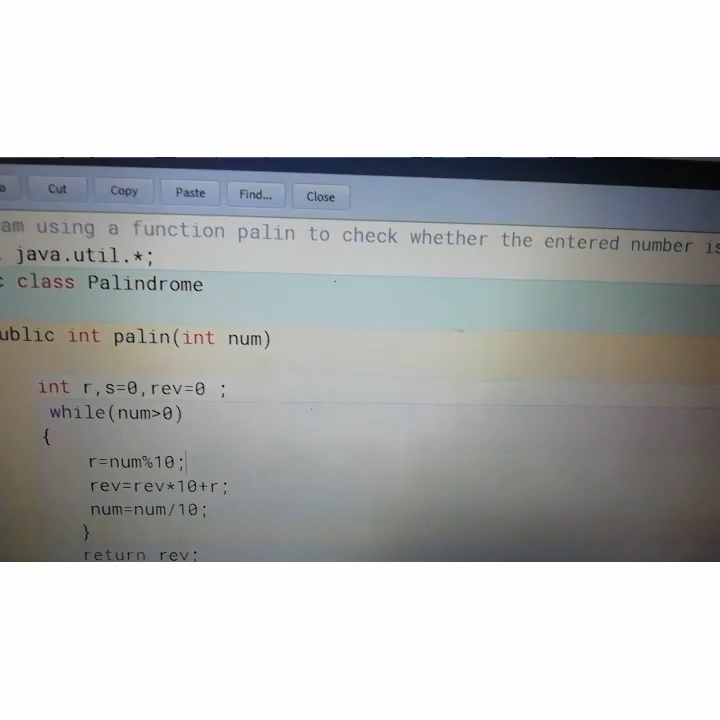 Cut Copy Paste Find... Close
am using a function palin to check whether the entered number is
java.util.*;
class Palindrome
ublic int palin(int num)
int r,s=0,rev=0 ;
while(num>0)
{
r=num%10;
rev=rev*10+r;
num=num/10;
}
return rev;